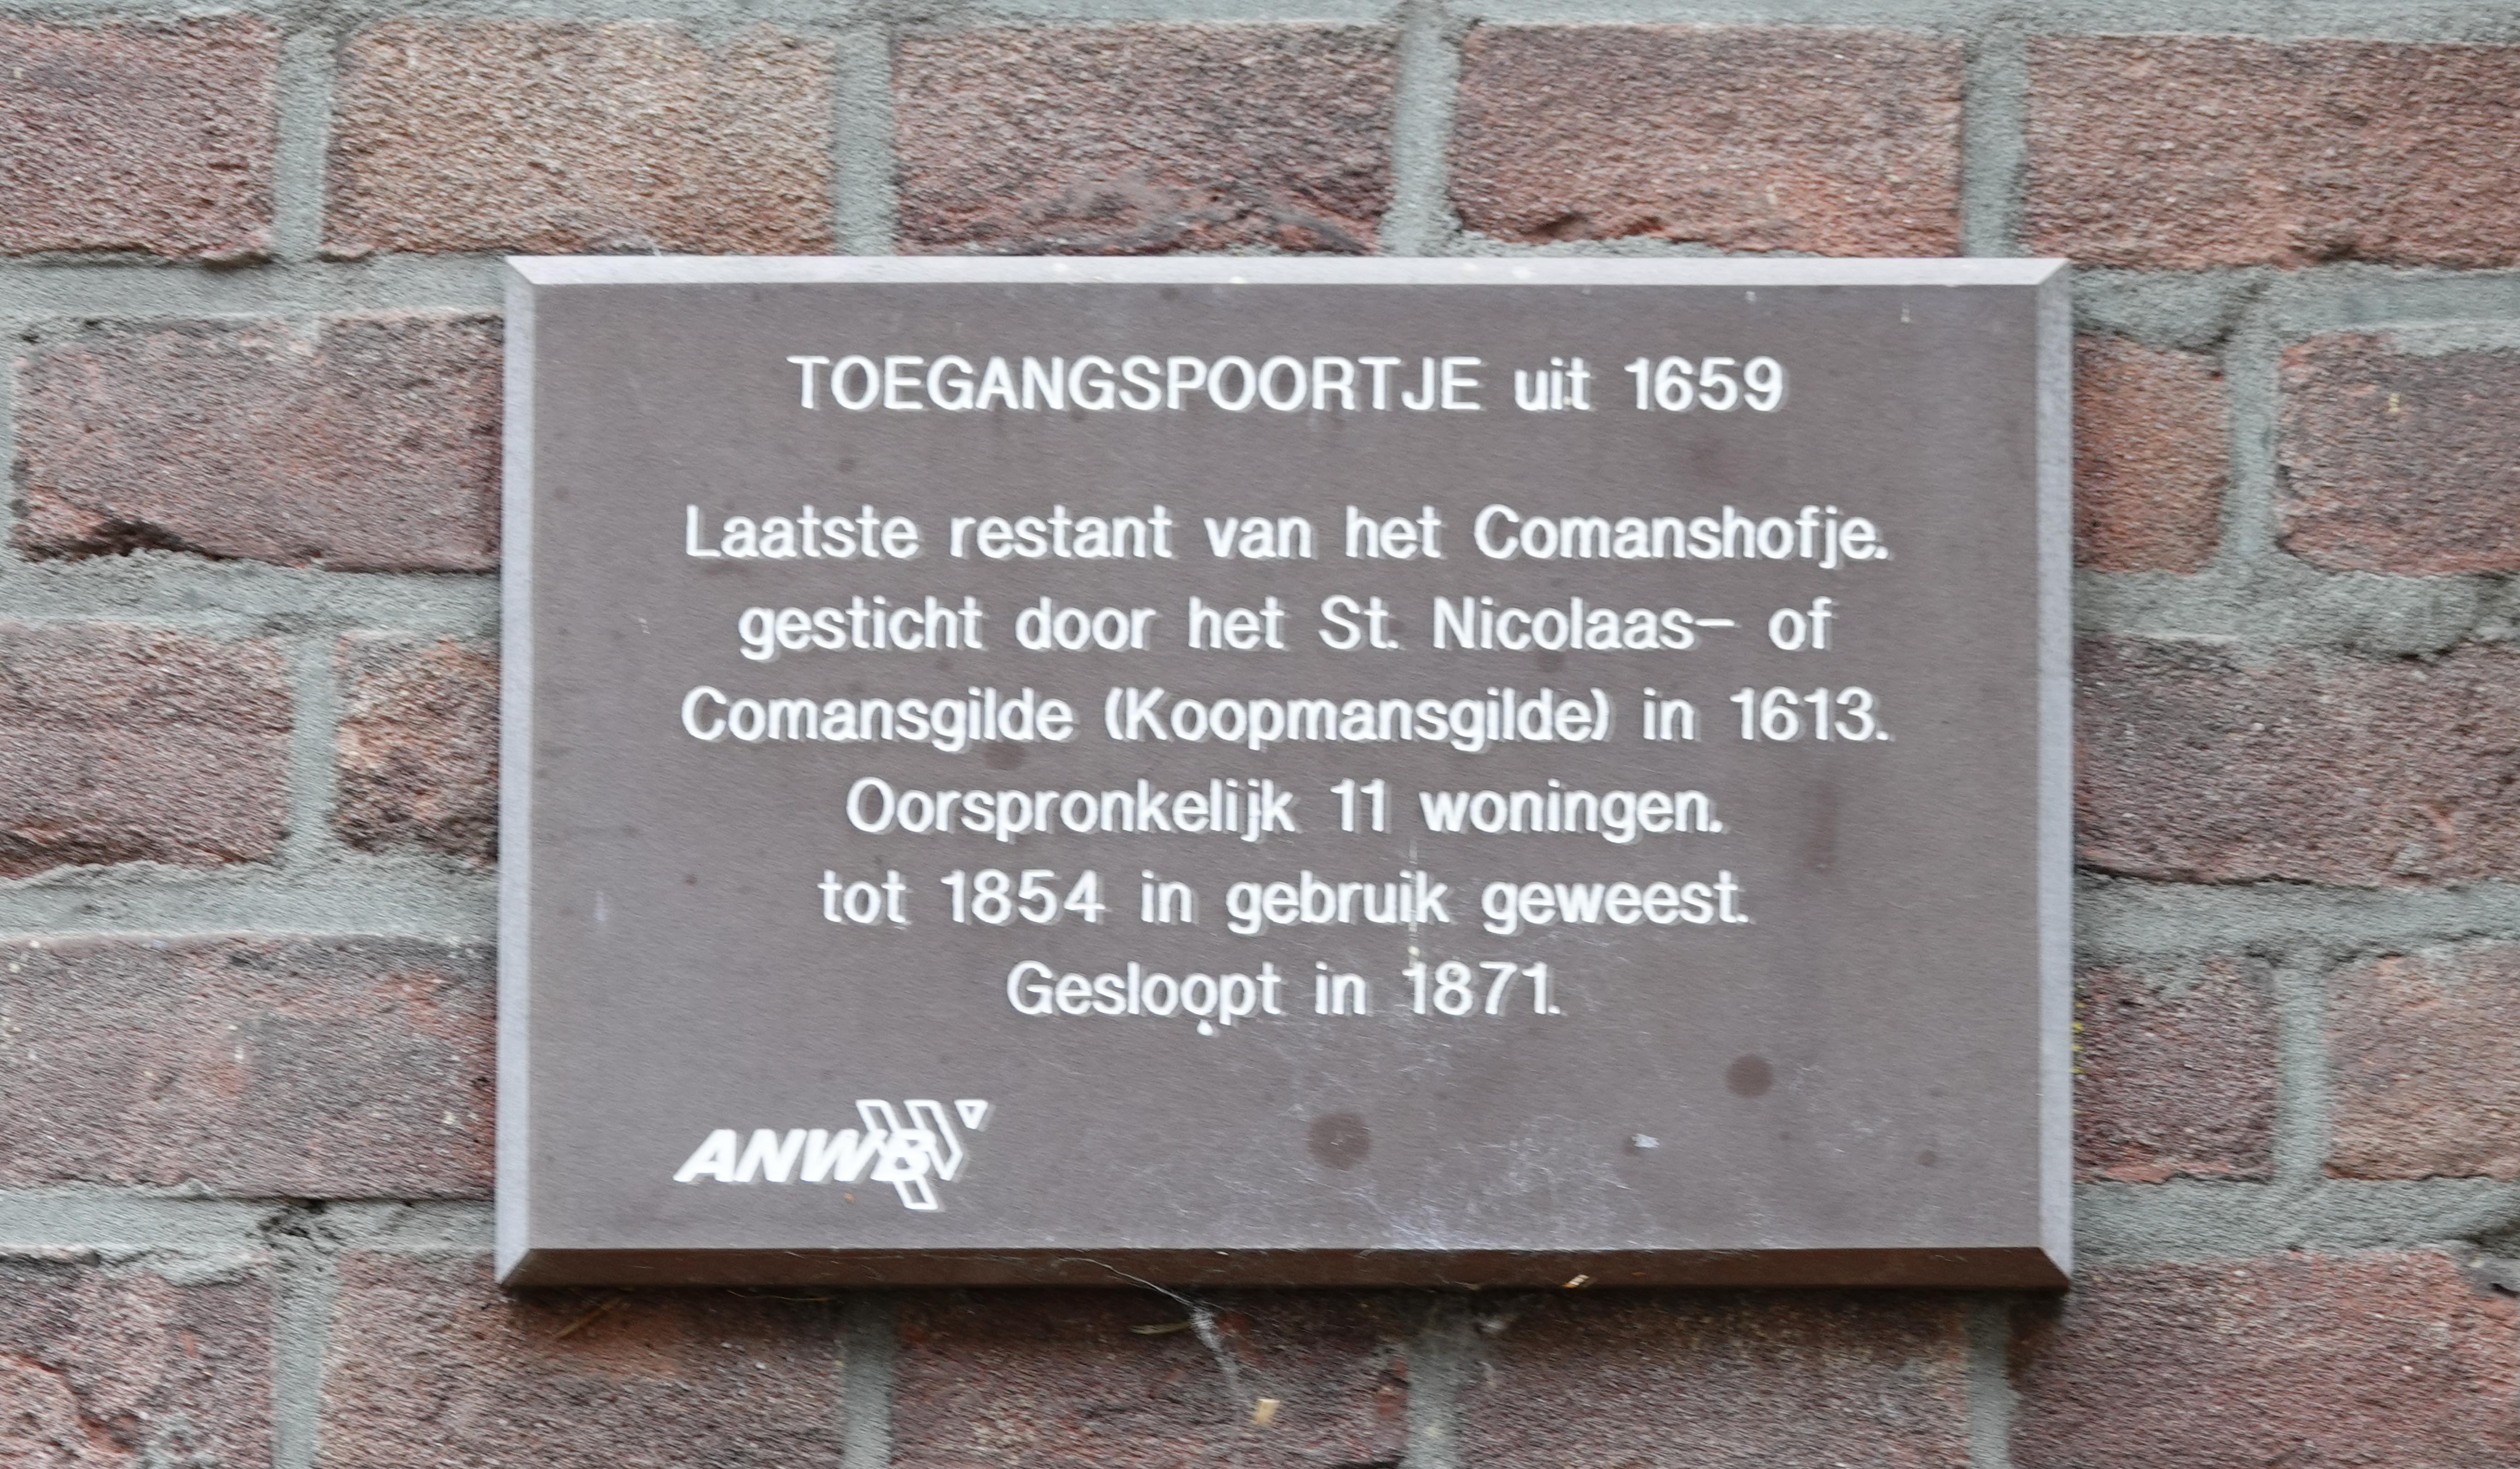 TOEGANGSPOORTJE uit 1659
Laatste restant van het Comanshofje.
gesticht door het St. Nicolaas- of
Comansgilde (Koopmansgilde) in 1613.
Oorspronkelijk 11 woningen.
tot 1854 in gebruik geweest.
Gesloopt in 1871.
ANWB